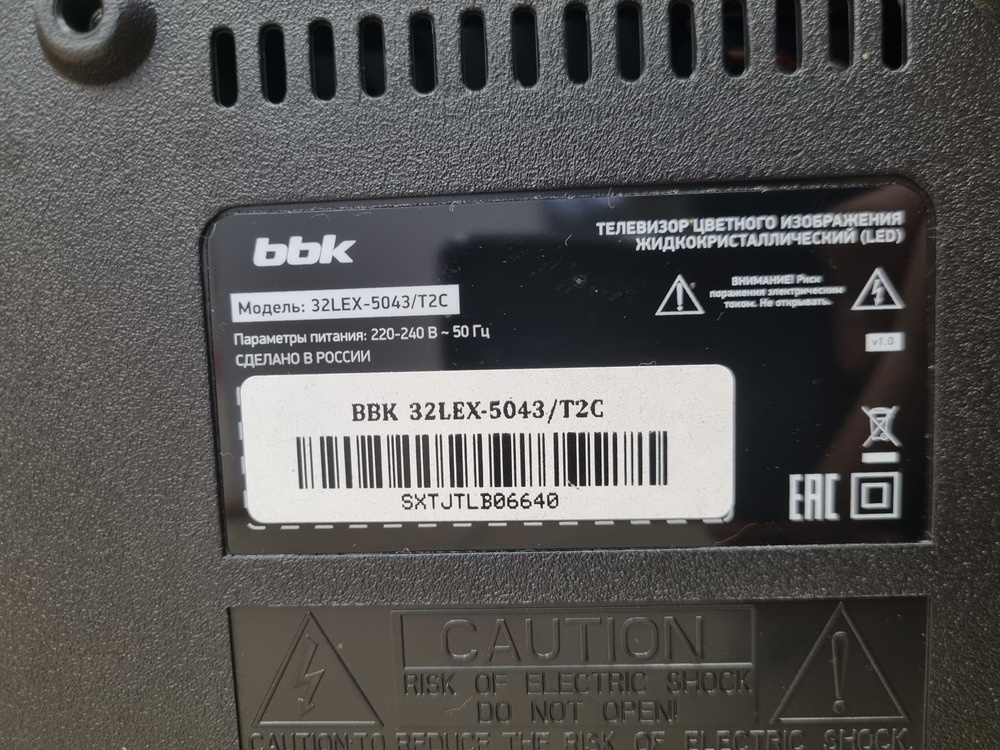 bbk
ТЕЛЕВИЗОР ЦВЕТНОГО ИЗОБРАЖЕНИЯ
ЖИДКОКРИСТАЛЛИЧЕСКИЙ (LED)
Модель: 32LEX-5043/T2C
ВНИМАНИЕ! Риск
поражения электрическим
током. Не открывать.
Параметры питания: 220-240 В ~ 50 Гц
СДЕЛАНО В РОССИИ
v1.0
BBK 32LEX-5043/T2C
SXTJTLB06640
EAC
CAUTION
RISK OF ELECTRIC SHOCK
DO NOT OPEN!
CAUTION:TO REDUCE THE RISK OF ELECTRIC SHOCK